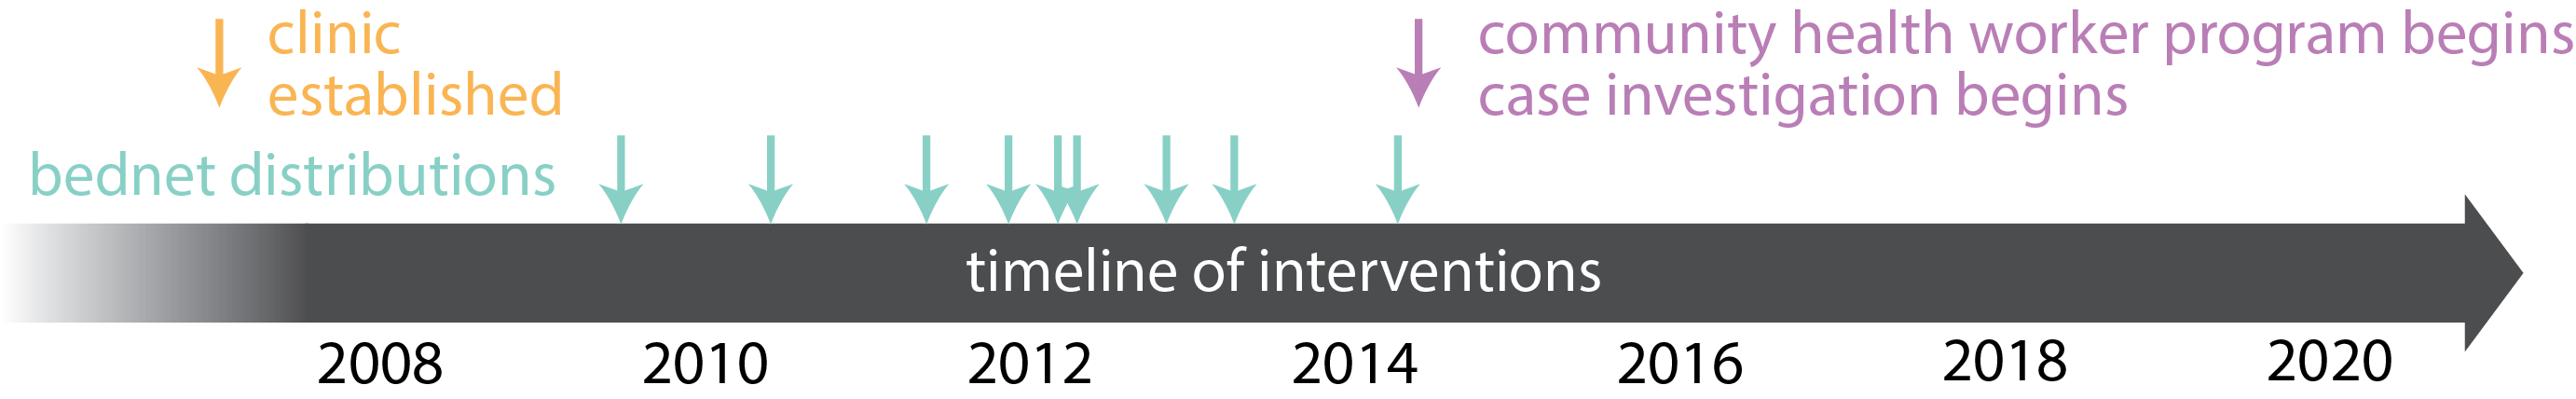 clinic
established
community health worker program begins
case investigation begins
bednet distributions
timeline of interventions
2008 2010 2012 2014 2016 2018 2020